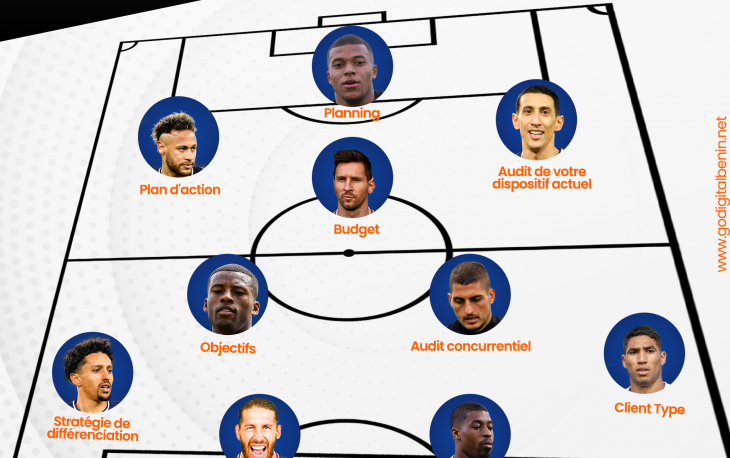 Planning
Plan d'action
Audit de votre
dispositif actuel
Budget
Objectifs
Audit concurrentiel
Stratégie de
différenciation
Client Type
www.godigitalbenin.net